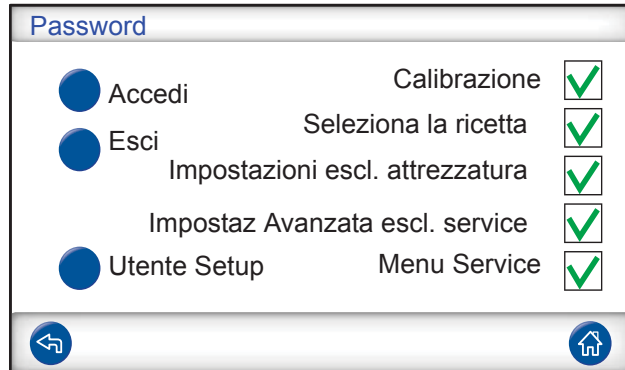 Password
Accedi
Calibrazione
Esci
Seleziona la ricetta
Impostazioni escl. attrezzatura
Impostaz Avanzata escl. service
Utente Setup
Menu Service